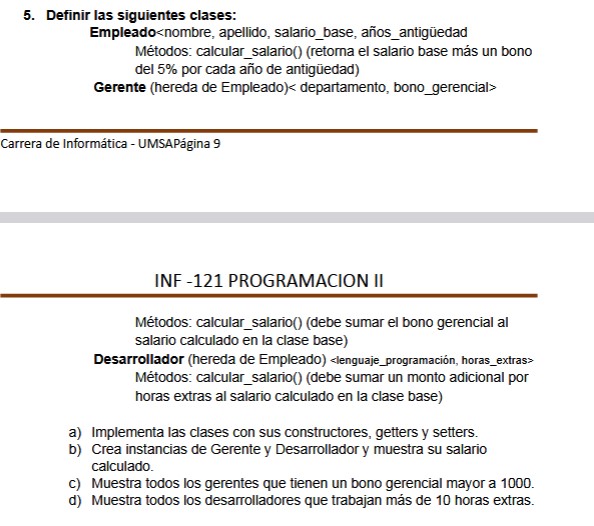 5. Definir las siguientes clases:
Empleado<nombre, apellido, salario_base, años_antigüedad
Métodos: calcular_salario() (retorna el salario base más un bono
del 5% por cada año de antigüedad)
Gerente (hereda de Empleado)< departamento, bono_gerencial>
Carrera de Informática - UMSAPágina 9
INF -121 PROGRAMACION II
Métodos: calcular_salario() (debe sumar el bono gerencial al
salario calculado en la clase base)
Desarrollador (hereda de Empleado) <lenguaje_programación, horas_extras>
Métodos: calcular_salario() (debe sumar un monto adicional por
horas extras al salario calculado en la clase base)
a) Implementa las clases con sus constructores, getters y setters.
b) Crea instancias de Gerente y Desarrollador y muestra su salario
calculado.
c) Muestra todos los gerentes que tienen un bono gerencial mayor a 1000.
d) Muestra todos los desarrolladores que trabajan más de 10 horas extras.